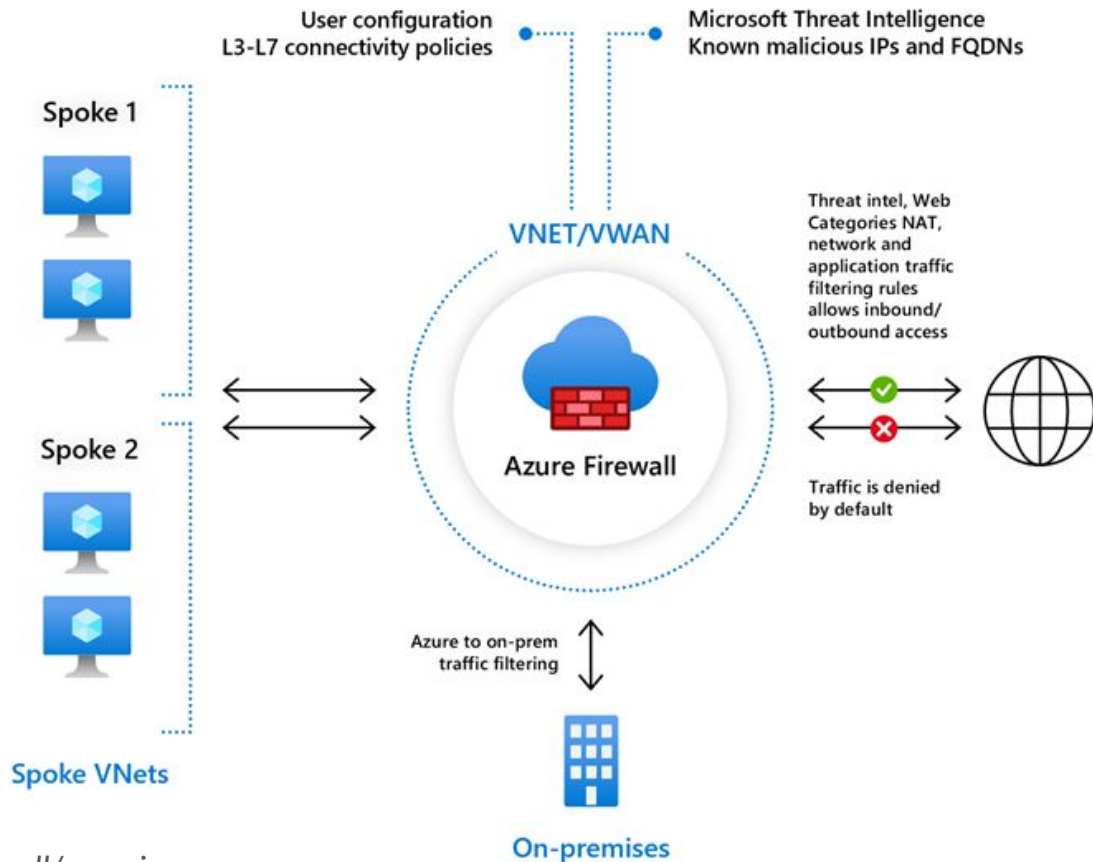 User configuration
L3-L7 connectivity policies
Microsoft Threat Intelligence
Known malicious IPs and FQDNs
Spoke 1
VNET/VWAN
Threat intel, Web
Categories NAT,
network and
application traffic
filtering rules
allows inbound/
outbound access
Spoke 2
Azure Firewall
Traffic is denied
by default
Azure to on-prem
traffic filtering
Spoke VNets
On-premises